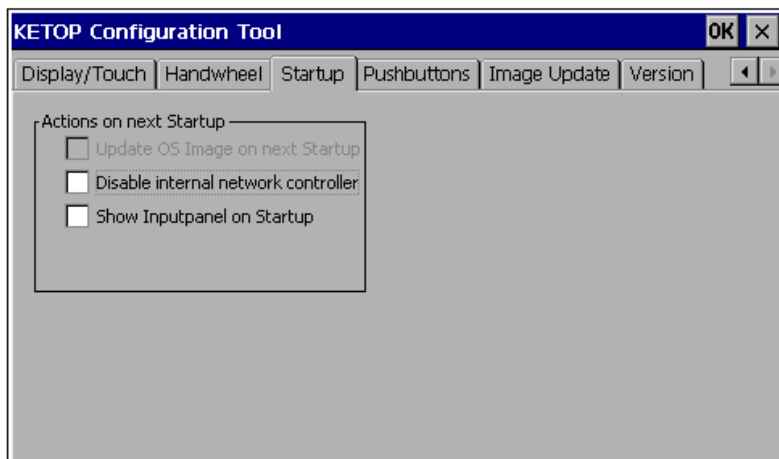 KETOP Configuration Tool OK
Display/Touch Handwheel Startup Pushbuttons Image Update Version
Actions on next Startup
Update OS Image on next Startup
Disable internal network controller
Show Inputpanel on Startup